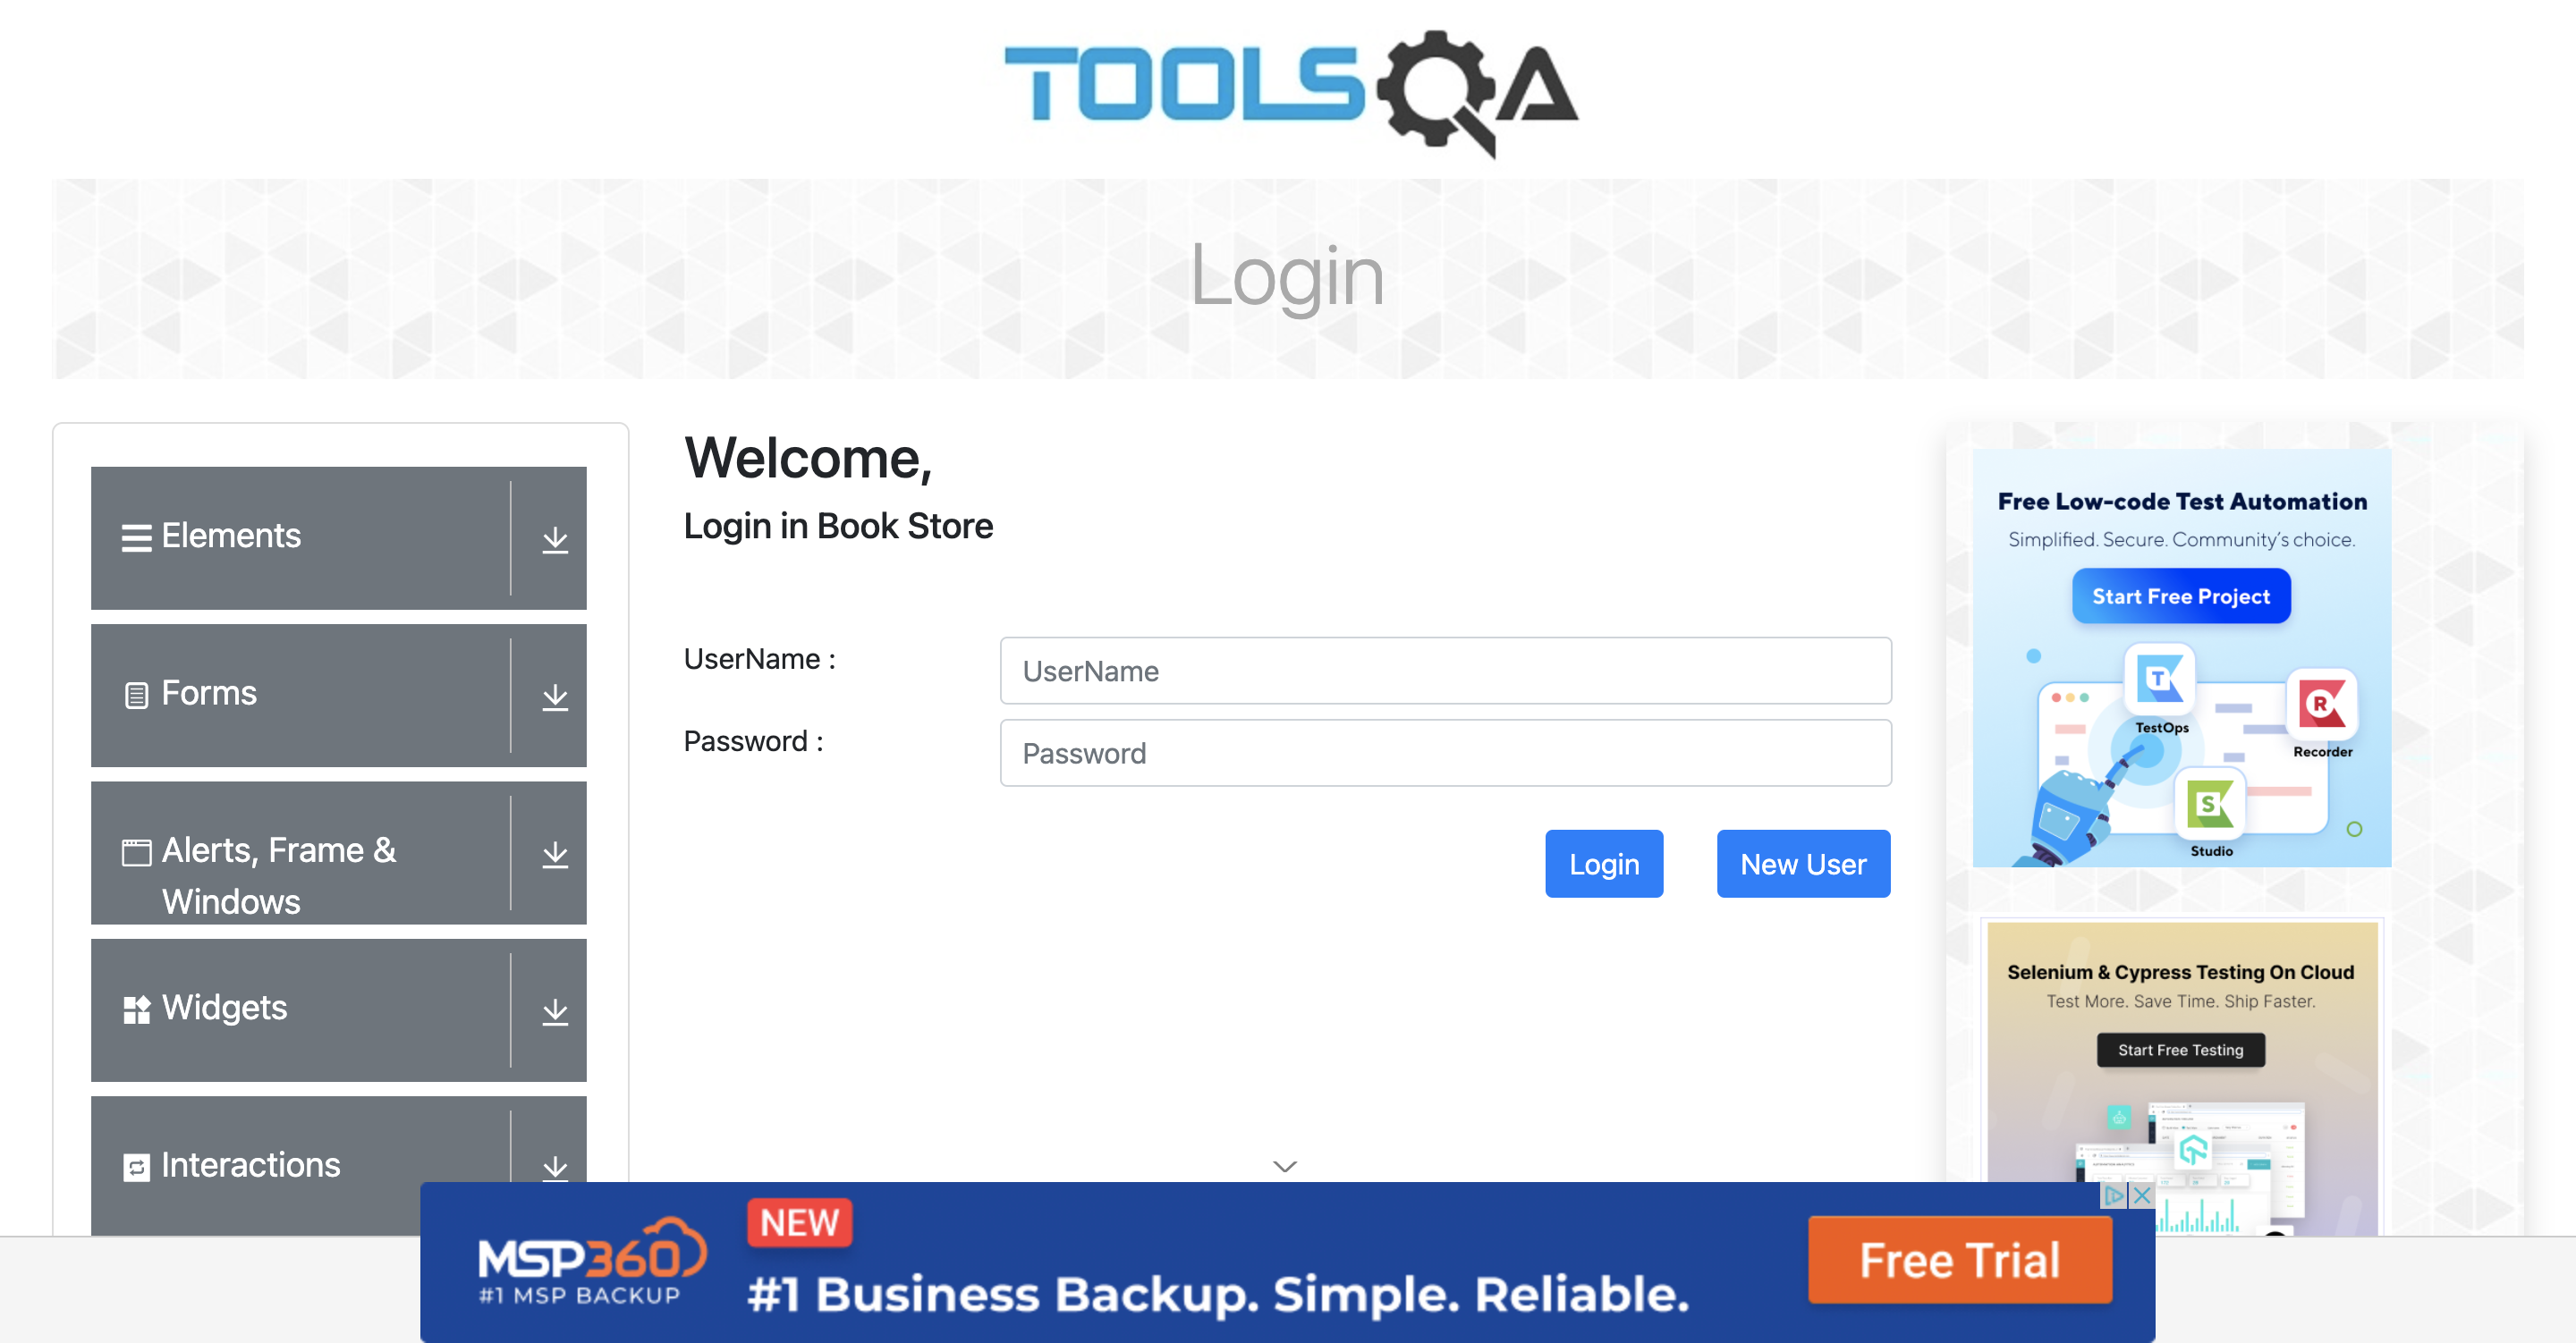 TOOLSQA
Login
Elements
Forms
Alerts, Frame &
Windows
Widgets
Interactions
Welcome,
Login in Book Store
UserName :
UserName
Password :
Password
Login
New User
Free Low-code Test Automation
Simplified. Secure. Community's choice.
Start Free Project
T
TestOps
R
Recorder
S
Studio
Selenium & Cypress Testing On Cloud
Test More. Save Time. Ship Faster.
Start Free Testing
MSP360
#1 MSP BACKUP
NEW
#1 Business Backup. Simple. Reliable.
Free Trial